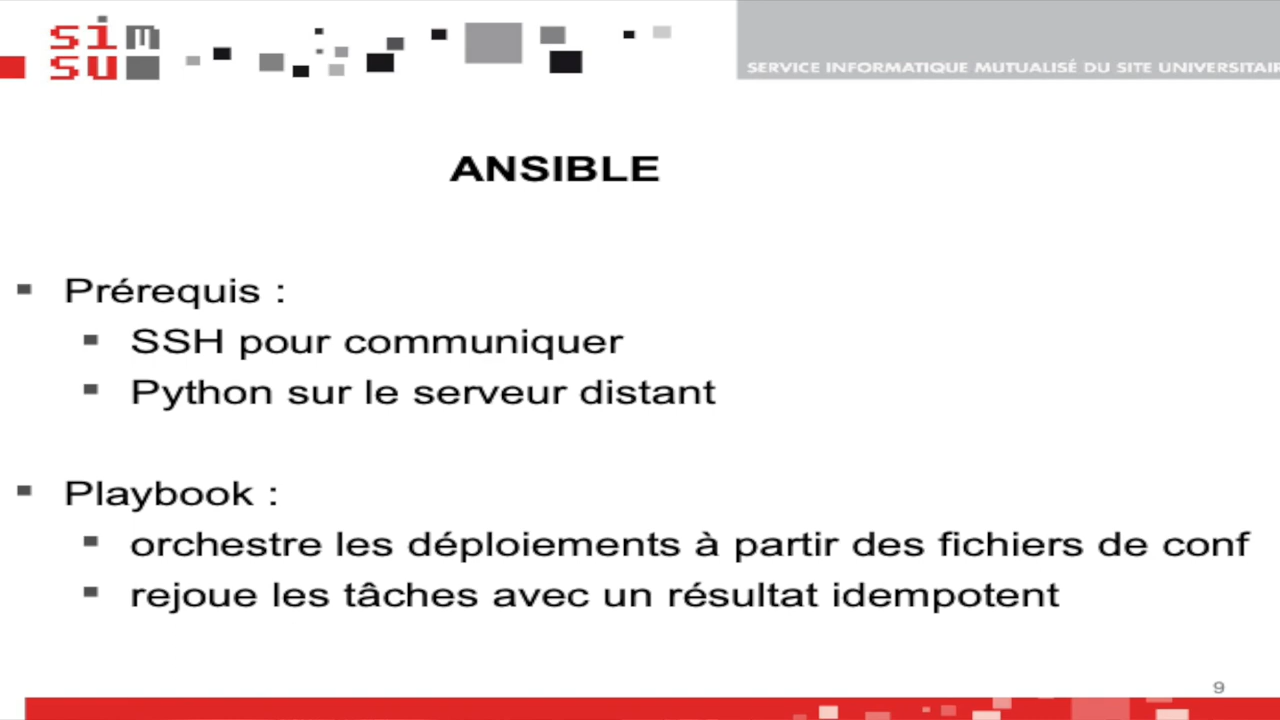 sim
su
SERVICE INFORMATIQUE MUTUALISÉ DU SITE
ANSIBLE
Prérequis :
SSH pour communiquer
Python sur le serveur distant
Playbook :
orchestre les déploiements à partir des fichiers de conf
rejoue les tâches avec un résultat idempotent
9